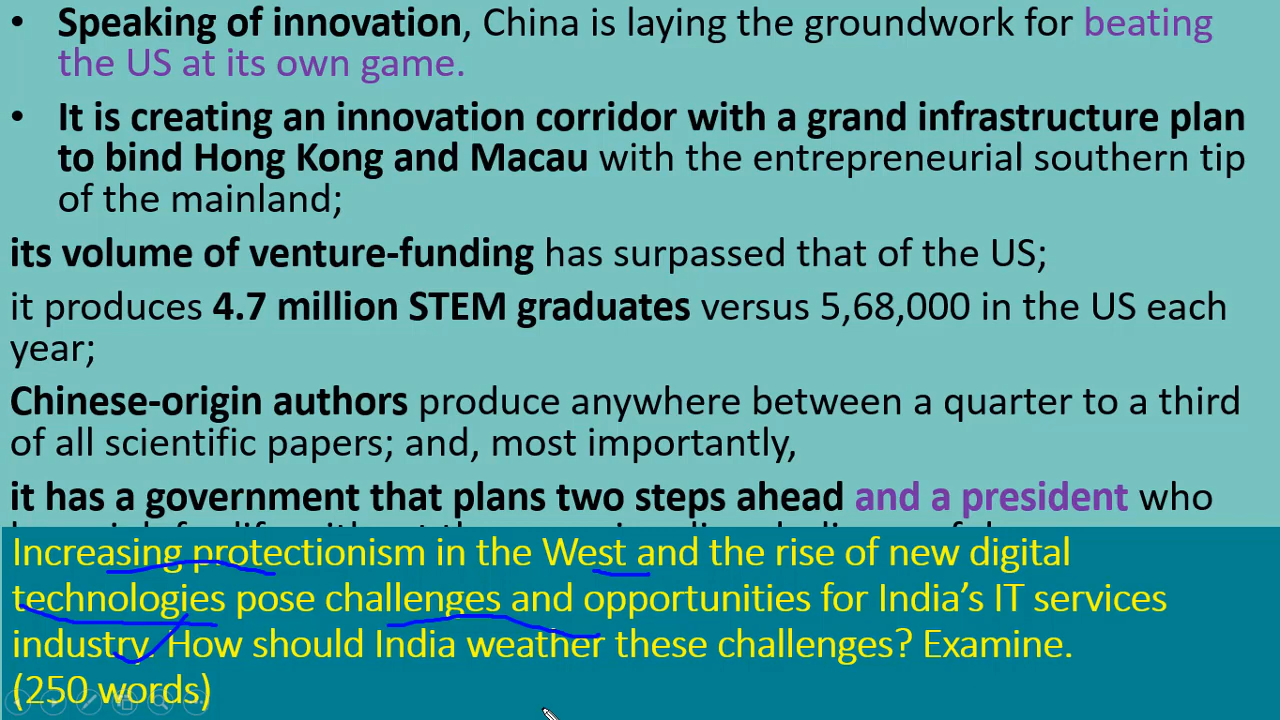 • Speaking of innovation, China is laying the groundwork for beating
the US at its own game.
• It is creating an innovation corridor with a grand infrastructure plan
to bind Hong Kong and Macau with the entrepreneurial southern tip
of the mainland;
its volume of venture-funding has surpassed that of the US;
it produces 4.7 million STEM graduates versus 5,68,000 in the US each
year;
Chinese-origin authors produce anywhere between a quarter to a third
of all scientific papers; and, most importantly,
it has a government that plans two steps ahead and a president who
Increasing protectionism in the West and the rise of new digital
technologies pose challenges and opportunities for India's IT services
industry. How should India weather these challenges? Examine.
(250 words)